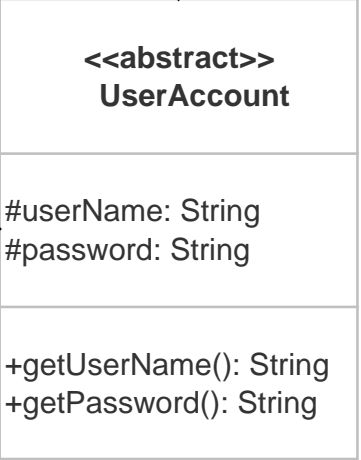 <<abstract>>
UserAccount
#userName: String
#password: String
+getUserName(): String
+getPassword(): String